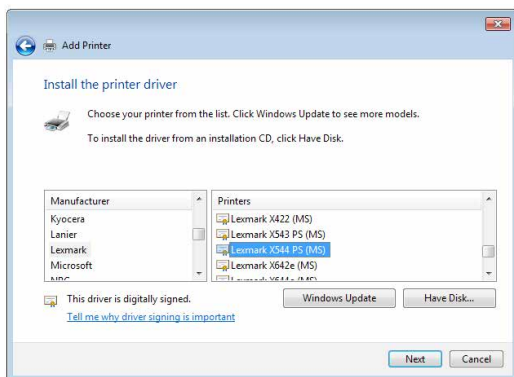 Add Printer
Install the printer driver
Choose your printer from the list. Click Windows Update to see more models.
To install the driver from an installation CD, click Have Disk.
Manufacturer
Kyocera
Lanier
Lexmark
Microsoft
Printers
Lexmark X422 (MS)
Lexmark X543 PS (MS)
Lexmark X544 PS (MS)
Lexmark X642e (MS)
This driver is digitally signed.
Tell me why driver signing is important
Windows Update
Have Disk...
Next
Cancel